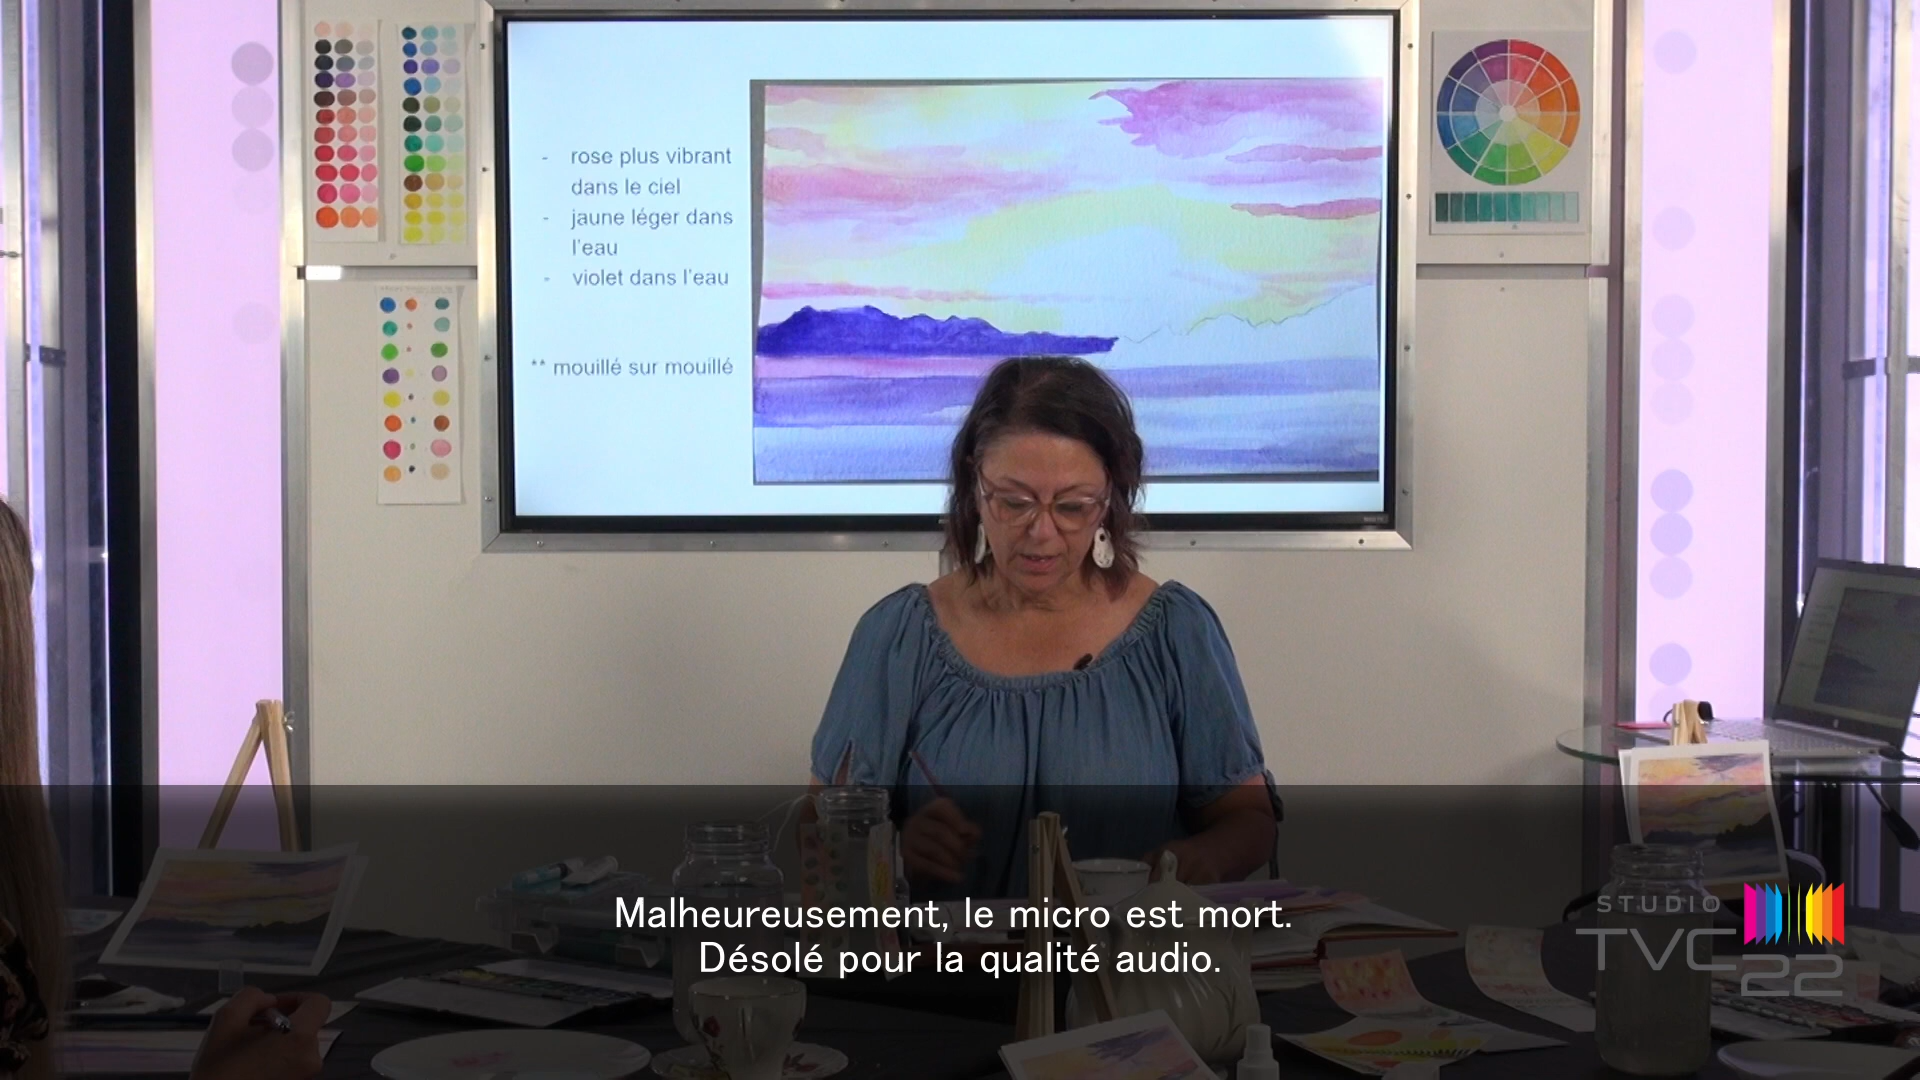 - rose plus vibrant
dans le ciel
- jaune léger dans
l'eau
- violet dans l'eau
** mouillé sur mouillé
Malheureusement, le micro est mort.
Désolé pour la qualité audio.
STUDIO
TVC
22